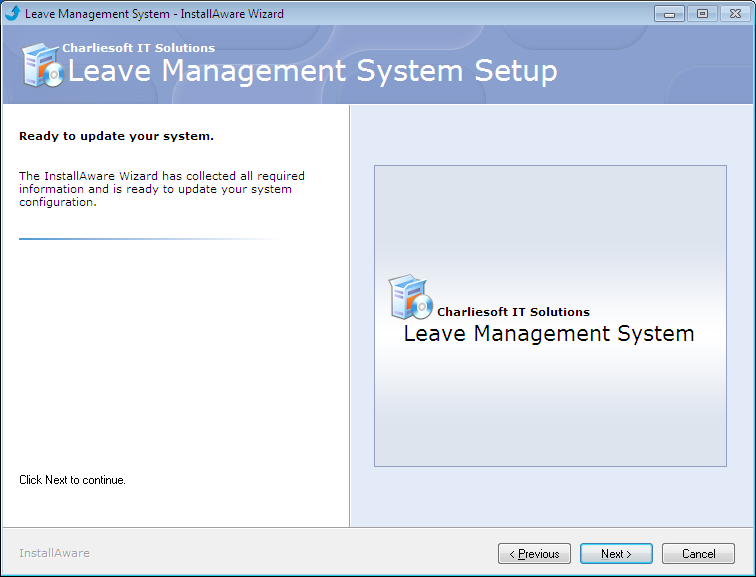 Leave Management System - InstallAware Wizard
Charliesoft IT Solutions
Leave Management System Setup
Ready to update your system.
The InstallAware Wizard has collected all required
information and is ready to update your system
configuration.
Charliesoft IT Solutions
Leave Management System
Click Next to continue.
InstallAware
< Previous
Next >
Cancel